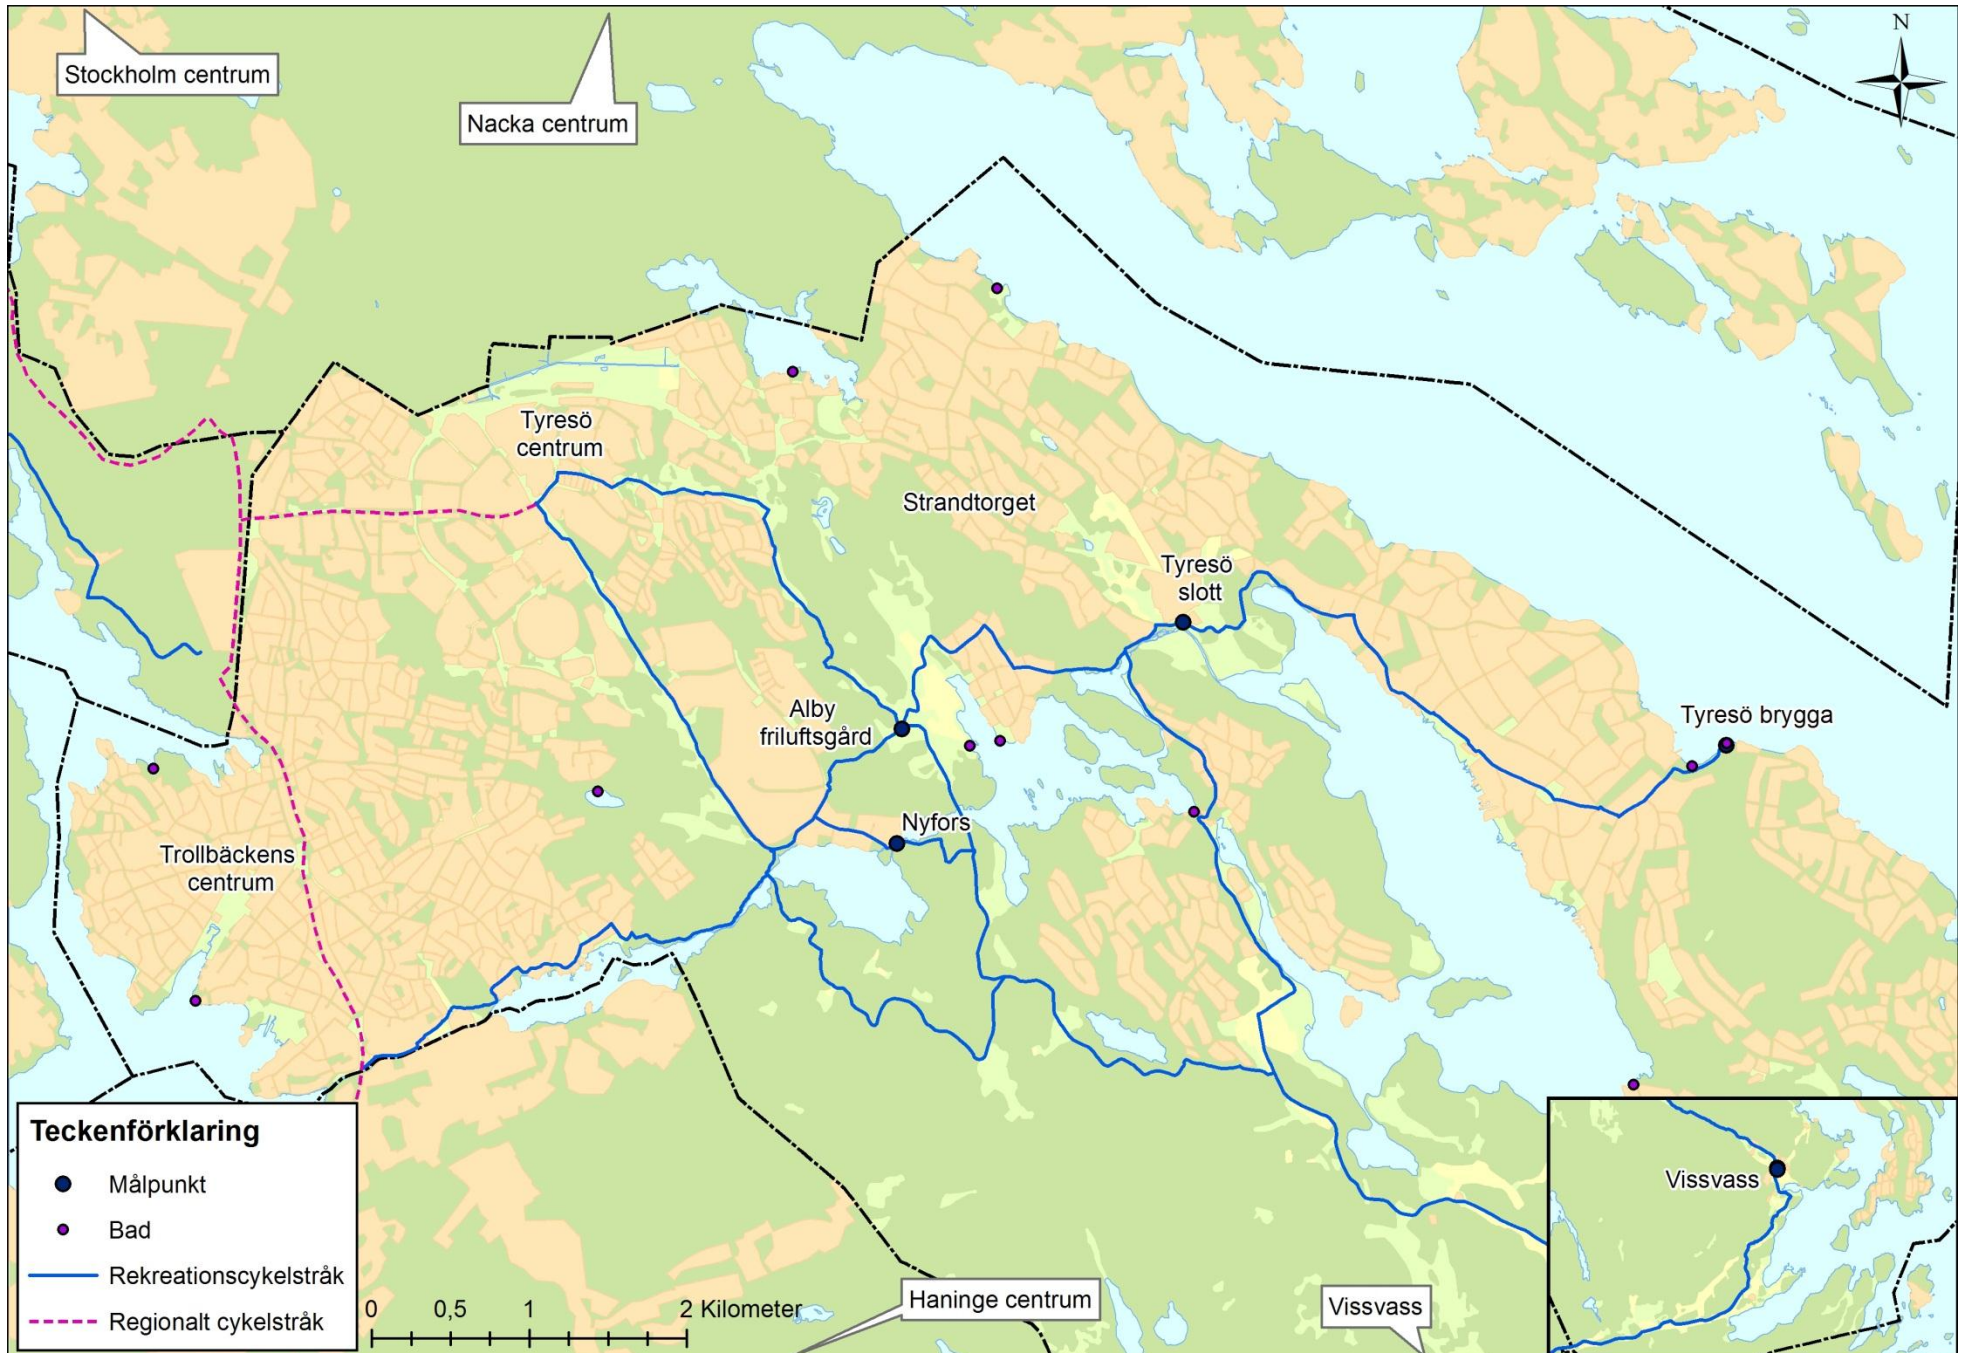 N
Stockholm centrum
Nacka centrum
Tyresö
centrum
Strandtorget
Tyresö
slott
Alby
friluftsgård
Tyresö brygga
Nyfors
Trollbäckens
centrum
Teckenförklaring
Målpunkt
Bad
Rekreationscykelstråk
Regionalt cykelstråk
0 0,5 1 2 Kilometer
Haninge centrum
Vissvass
Vissvass